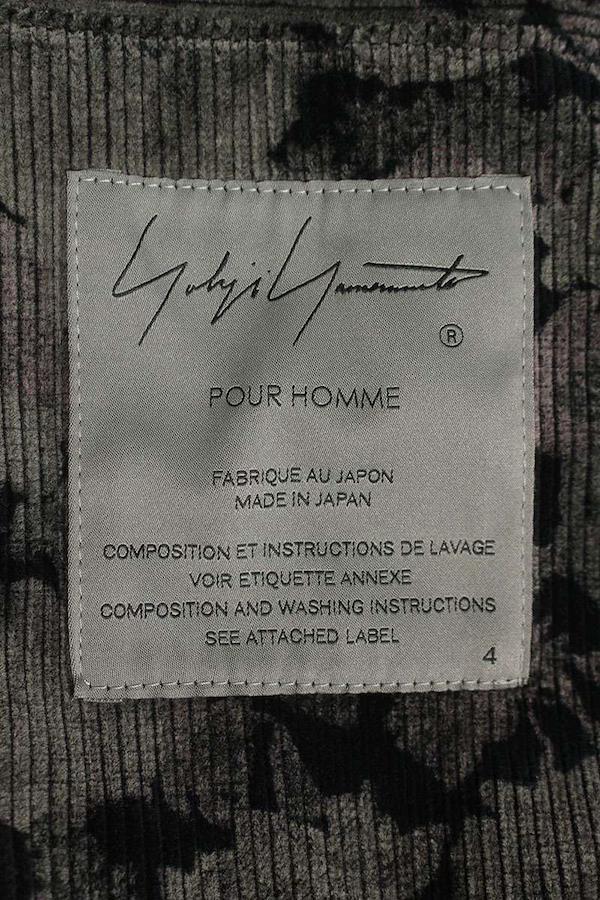 Yohji Yamamoto
®
POUR HOMME
FABRIQUE AU JAPON
MADE IN JAPAN
COMPOSITION ET INSTRUCTIONS DE LAVAGE
VOIR ETIQUETTE ANNEXE
COMPOSITION AND WASHING INSTRUCTIONS
SEE ATTACHED LABEL
4